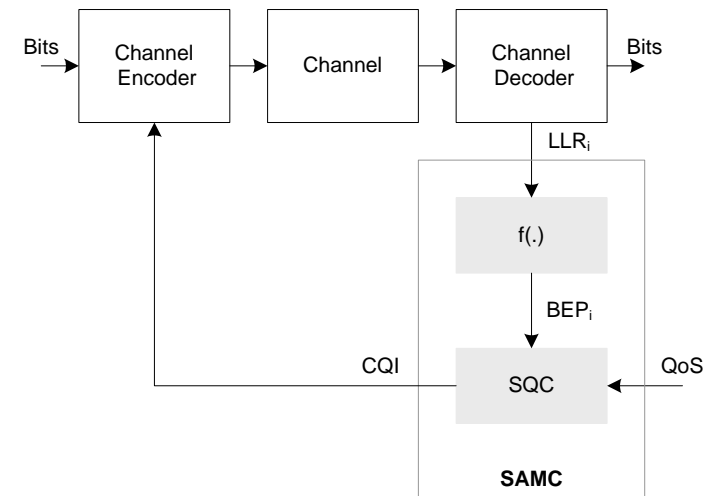 Bits
Channel
Encoder
Channel
Channel
Decoder
Bits
LLRᵢ
f(.)
BEPᵢ
CQI
SQC
QoS
SAMC